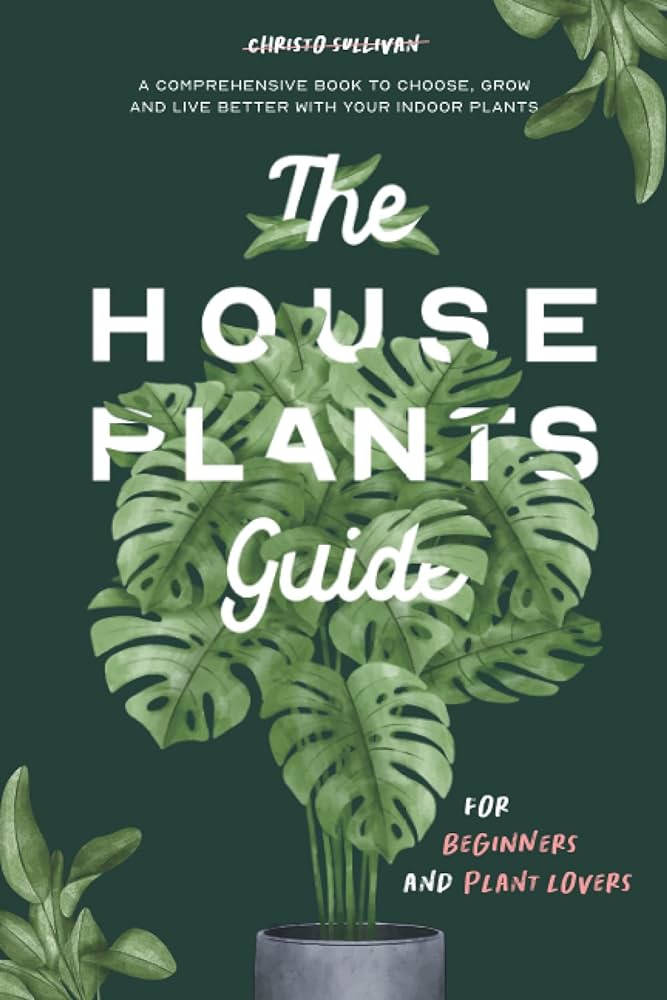 CHRISTO SULLIVAN
A COMPREHENSIVE BOOK TO CHOOSE, GROW
AND LIVE BETTER WITH YOUR INDOOR PLANTS
The
HOUSE
PLANTS
Guide
FOR
BEGINNERS
AND PLANT LOVERS